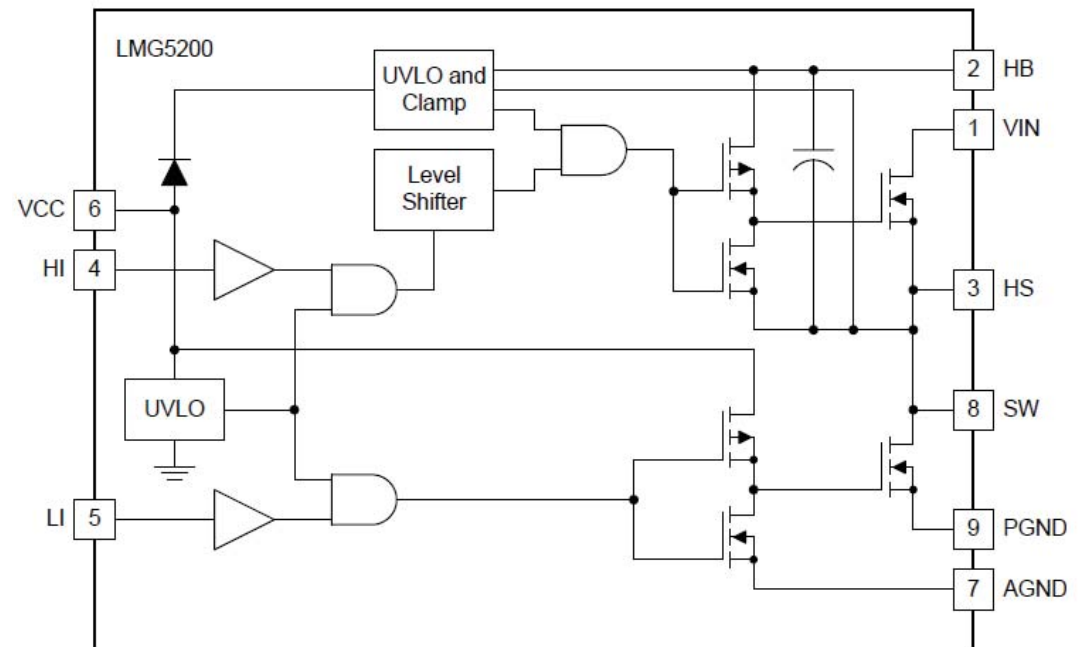 LMG5200
UVLO and
Clamp
2 HB
1 VIN
Level
Shifter
VCC 6
HI 4
3 HS
UVLO
8 SW
LI 5
9 PGND
7 AGND